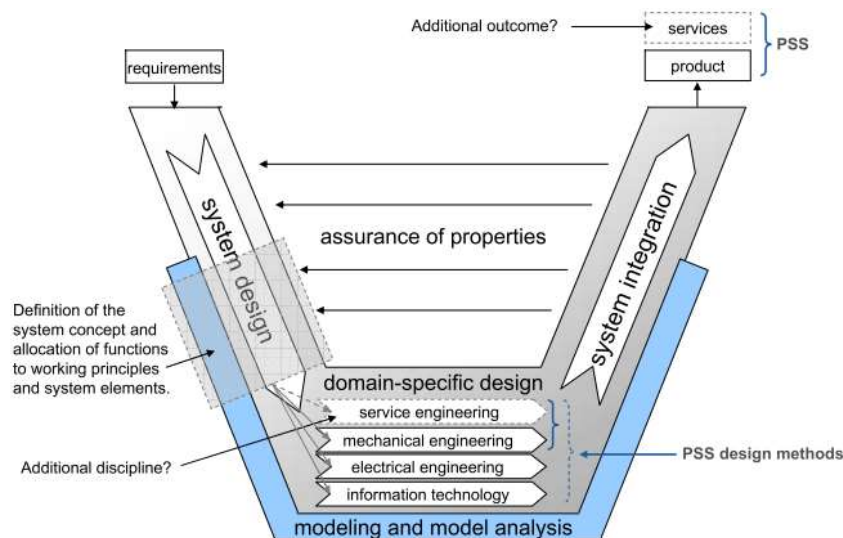 Additional outcome?
services
product
PSS
requirements
system design
assurance of properties
system integration
Definition of the
system concept and
allocation of functions
to working principles
and system elements.
domain-specific design
service engineering
mechanical engineering
electrical engineering
information technology
Additional discipline?
PSS design methods
modeling and model analysis